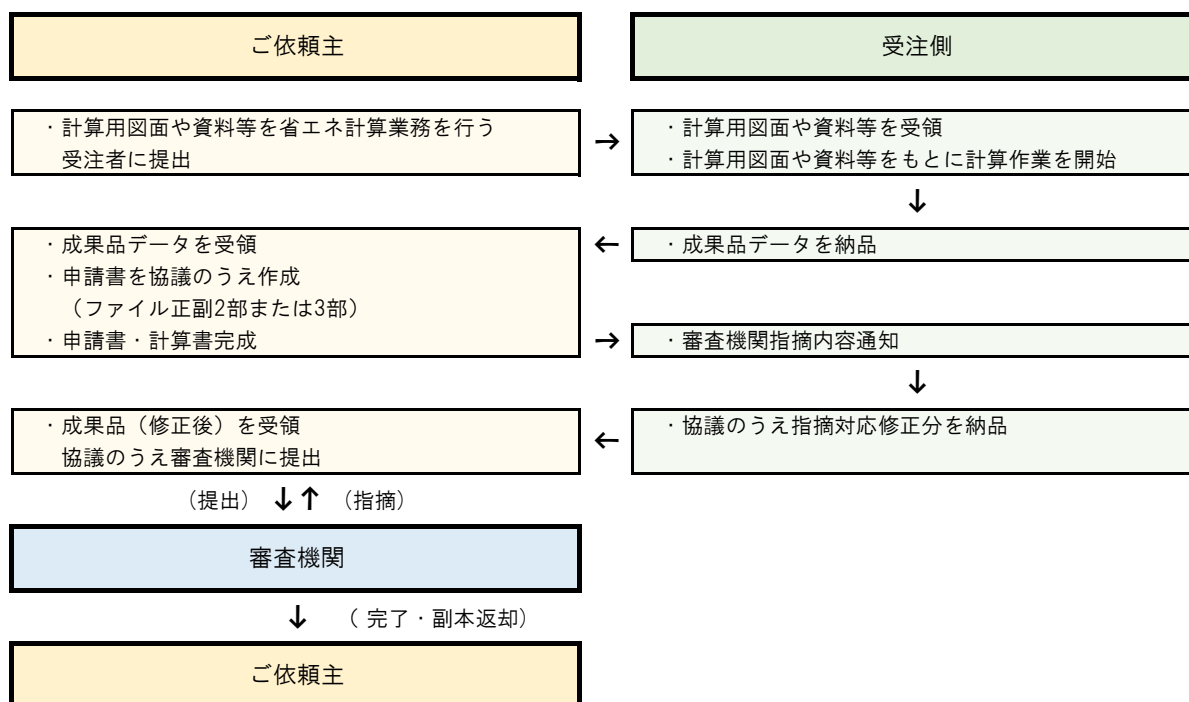 ご依頼主
受注側
・計算用図面や資料等を省エネ計算業務を行う
受注者に提出
→
・計算用図面や資料等を受領
・計算用図面や資料等をもとに計算作業を開始
↓
・成果品データを受領
・申請書を協議のうえ作成
（ファイル正副2部または3部）
・申請書・計算書完成
←
・成果品データを納品
→
・審査機関指摘内容通知
↓
・成果品（修正後）を受領
協議のうえ審査機関に提出
←
・協議のうえ指摘対応修正分を納品
（提出） ↓↑ （指摘）
審査機関
↓ （ 完了・副本返却）
ご依頼主